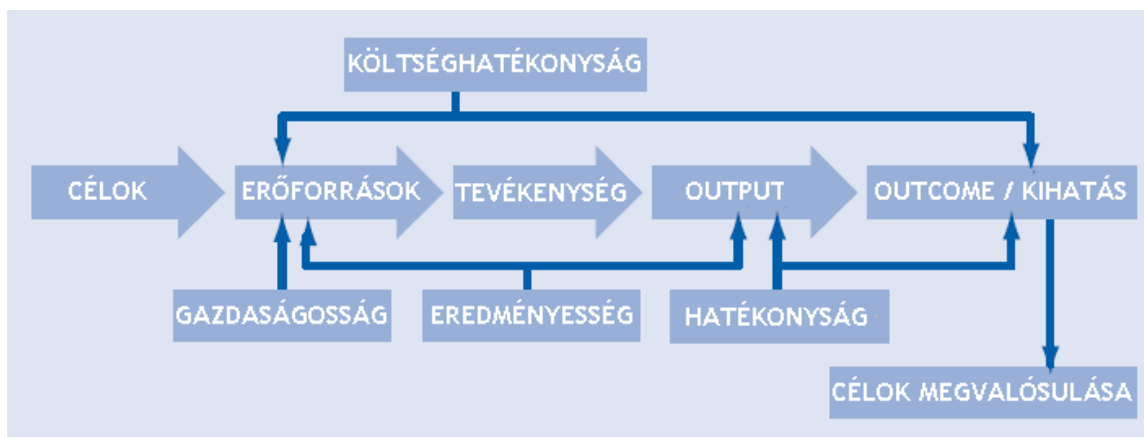 KÖLTSÉGHATÉKONYSÁG
CÉLOK
ERŐFORRÁSOK
TEVÉKENYSÉG
OUTPUT
OUTCOME / KIHATÁS
GAZDASÁGOSSÁG
EREDMÉNYESSÉG
HATÉKONYSÁG
CÉLOK MEGVALÓSULÁSA